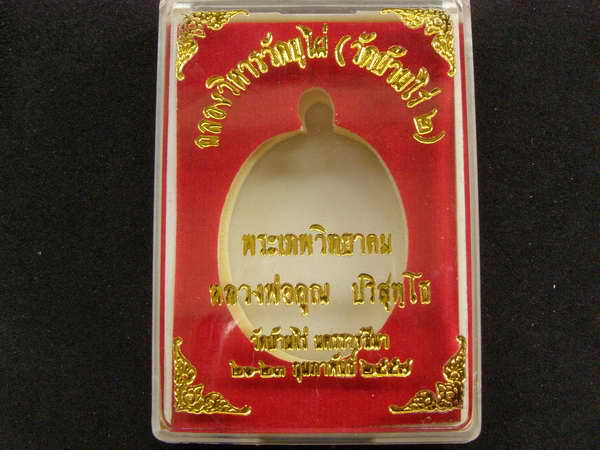 ฉลองวิหารวัดบุไผ่ (วัดบ้านไร่ ๒)
พระเทพวิทยาคม
หลวงพ่อคูณ ปริสุทฺโธ
วัดบ้านไร่ นครราชสีมา
๒๐-๒๓ กุมภาพันธ์ ๒๕๕๗